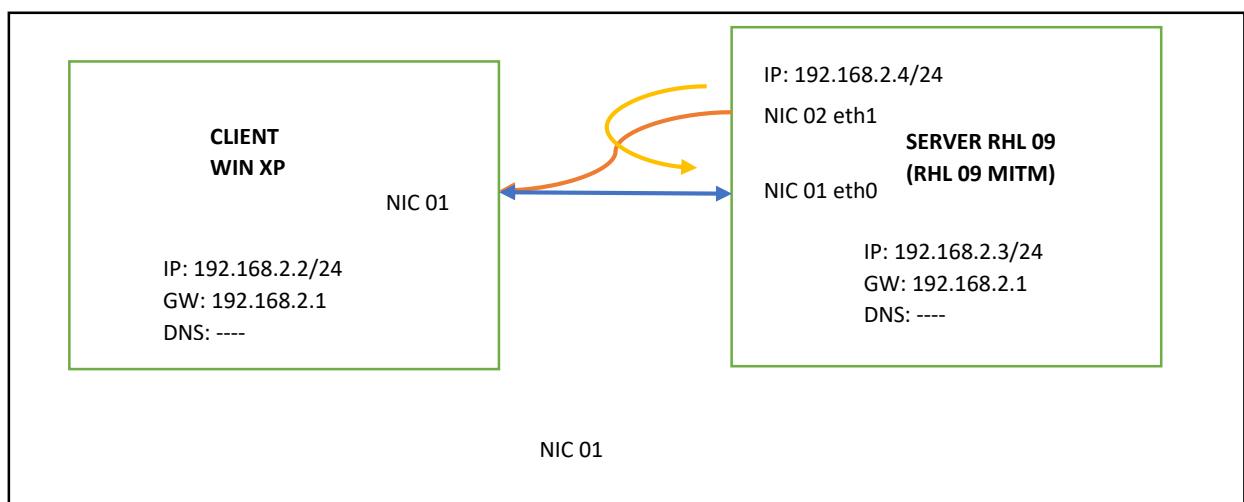 CLIENT
WIN XP
NIC 01
IP: 192.168.2.2/24
GW: 192.168.2.1
DNS: ----
IP: 192.168.2.4/24
NIC 02 eth1
SERVER RHL 09
(RHL 09 MITM)
NIC 01 eth0
IP: 192.168.2.3/24
GW: 192.168.2.1
DNS: ----
NIC 01